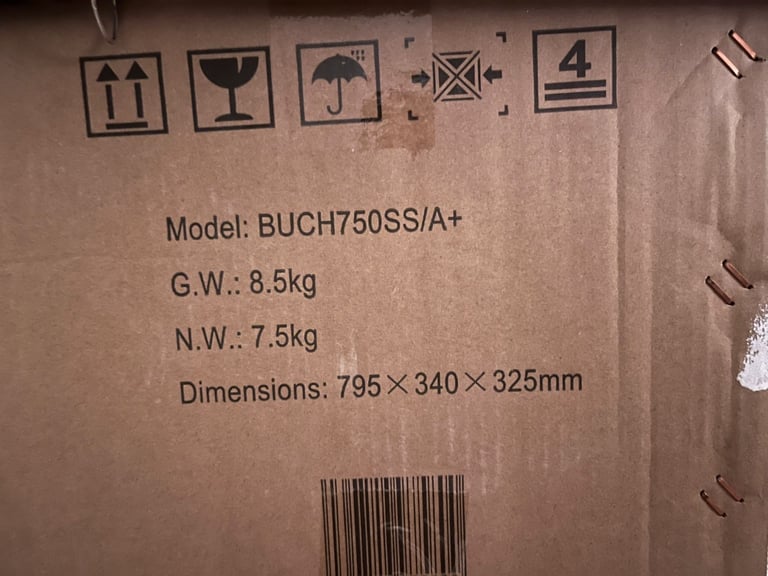 4
Model: BUCH750SS/A+
G.W.: 8.5kg
N.W.: 7.5kg
Dimensions: 795×340×325mm